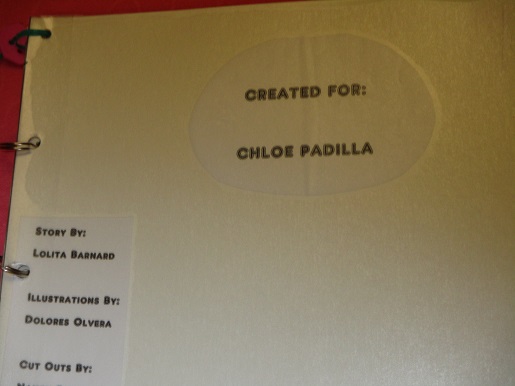 CREATED FOR:
CHLOE PADILLA
STORY BY:
LOLITA BARNARD
ILLUSTRATIONS BY:
DOLORES OLVERA
CUT OUTS BY: